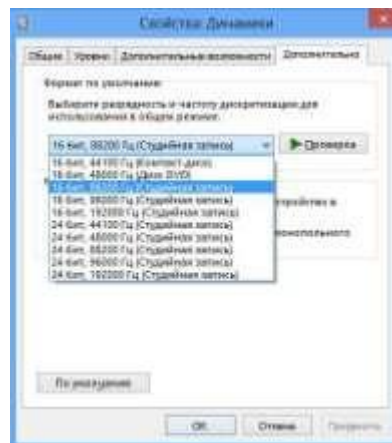 Свойства: Динамики
Общие Уровни Дополнительные возможности Дополнительно
Формат по умолчанию
Выберите разрядность и частоту дискретизации для
использования в общем режиме.
16 бит, 88200 Гц (Студийная запись) Проверка
16 бит, 44100 Гц (Компакт-диск)
16 бит, 48000 Гц (Диск DVD)
16 бит, 88200 Гц (Студийная запись)
16 бит, 96000 Гц (Студийная запись)
16 бит, 192000 Гц (Студийная запись)
24 бит, 44100 Гц (Студийная запись)
24 бит, 48000 Гц (Студийная запись)
24 бит, 88200 Гц (Студийная запись)
24 бит, 96000 Гц (Студийная запись)
24 бит, 192000 Гц (Студийная запись)
устройство в
монопольного
По умолчанию
ОК Отмена Применить